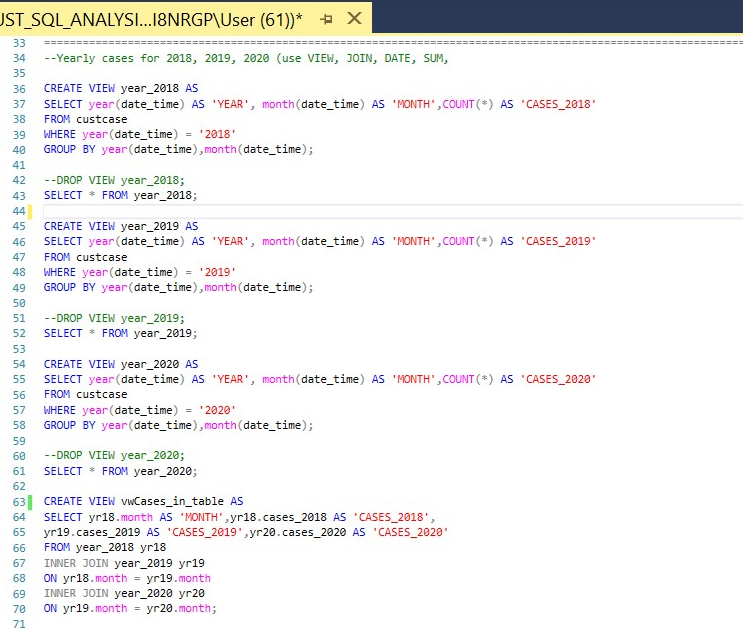 UST_SQL_ANALYSI...I8NRGP\User (61))*
33 ================================================================================
34 --Yearly cases for 2018, 2019, 2020 (use VIEW, JOIN, DATE, SUM,
35
36 CREATE VIEW year_2018 AS
37 SELECT year(date_time) AS 'YEAR', month(date_time) AS 'MONTH',COUNT(*) AS 'CASES_2018'
38 FROM custcase
39 WHERE year(date_time) = '2018'
40 GROUP BY year(date_time),month(date_time);
41
42 --DROP VIEW year_2018;
43 SELECT * FROM year_2018;
44
45 CREATE VIEW year_2019 AS
46 SELECT year(date_time) AS 'YEAR', month(date_time) AS 'MONTH',COUNT(*) AS 'CASES_2019'
47 FROM custcase
48 WHERE year(date_time) = '2019'
49 GROUP BY year(date_time),month(date_time);
50
51 --DROP VIEW year_2019;
52 SELECT * FROM year_2019;
53
54 CREATE VIEW year_2020 AS
55 SELECT year(date_time) AS 'YEAR', month(date_time) AS 'MONTH',COUNT(*) AS 'CASES_2020'
56 FROM custcase
57 WHERE year(date_time) = '2020'
58 GROUP BY year(date_time),month(date_time);
59
60 --DROP VIEW year_2020;
61 SELECT * FROM year_2020;
62
63 CREATE VIEW vwCases_in_table AS
64 SELECT yr18.month AS 'MONTH',yr18.cases_2018 AS 'CASES_2018',
65 yr19.cases_2019 AS 'CASES_2019',yr20.cases_2020 AS 'CASES_2020'
66 FROM year_2018 yr18
67 INNER JOIN year_2019 yr19
68 ON yr18.month = yr19.month
69 INNER JOIN year_2020 yr20
70 ON yr19.month = yr20.month;
71